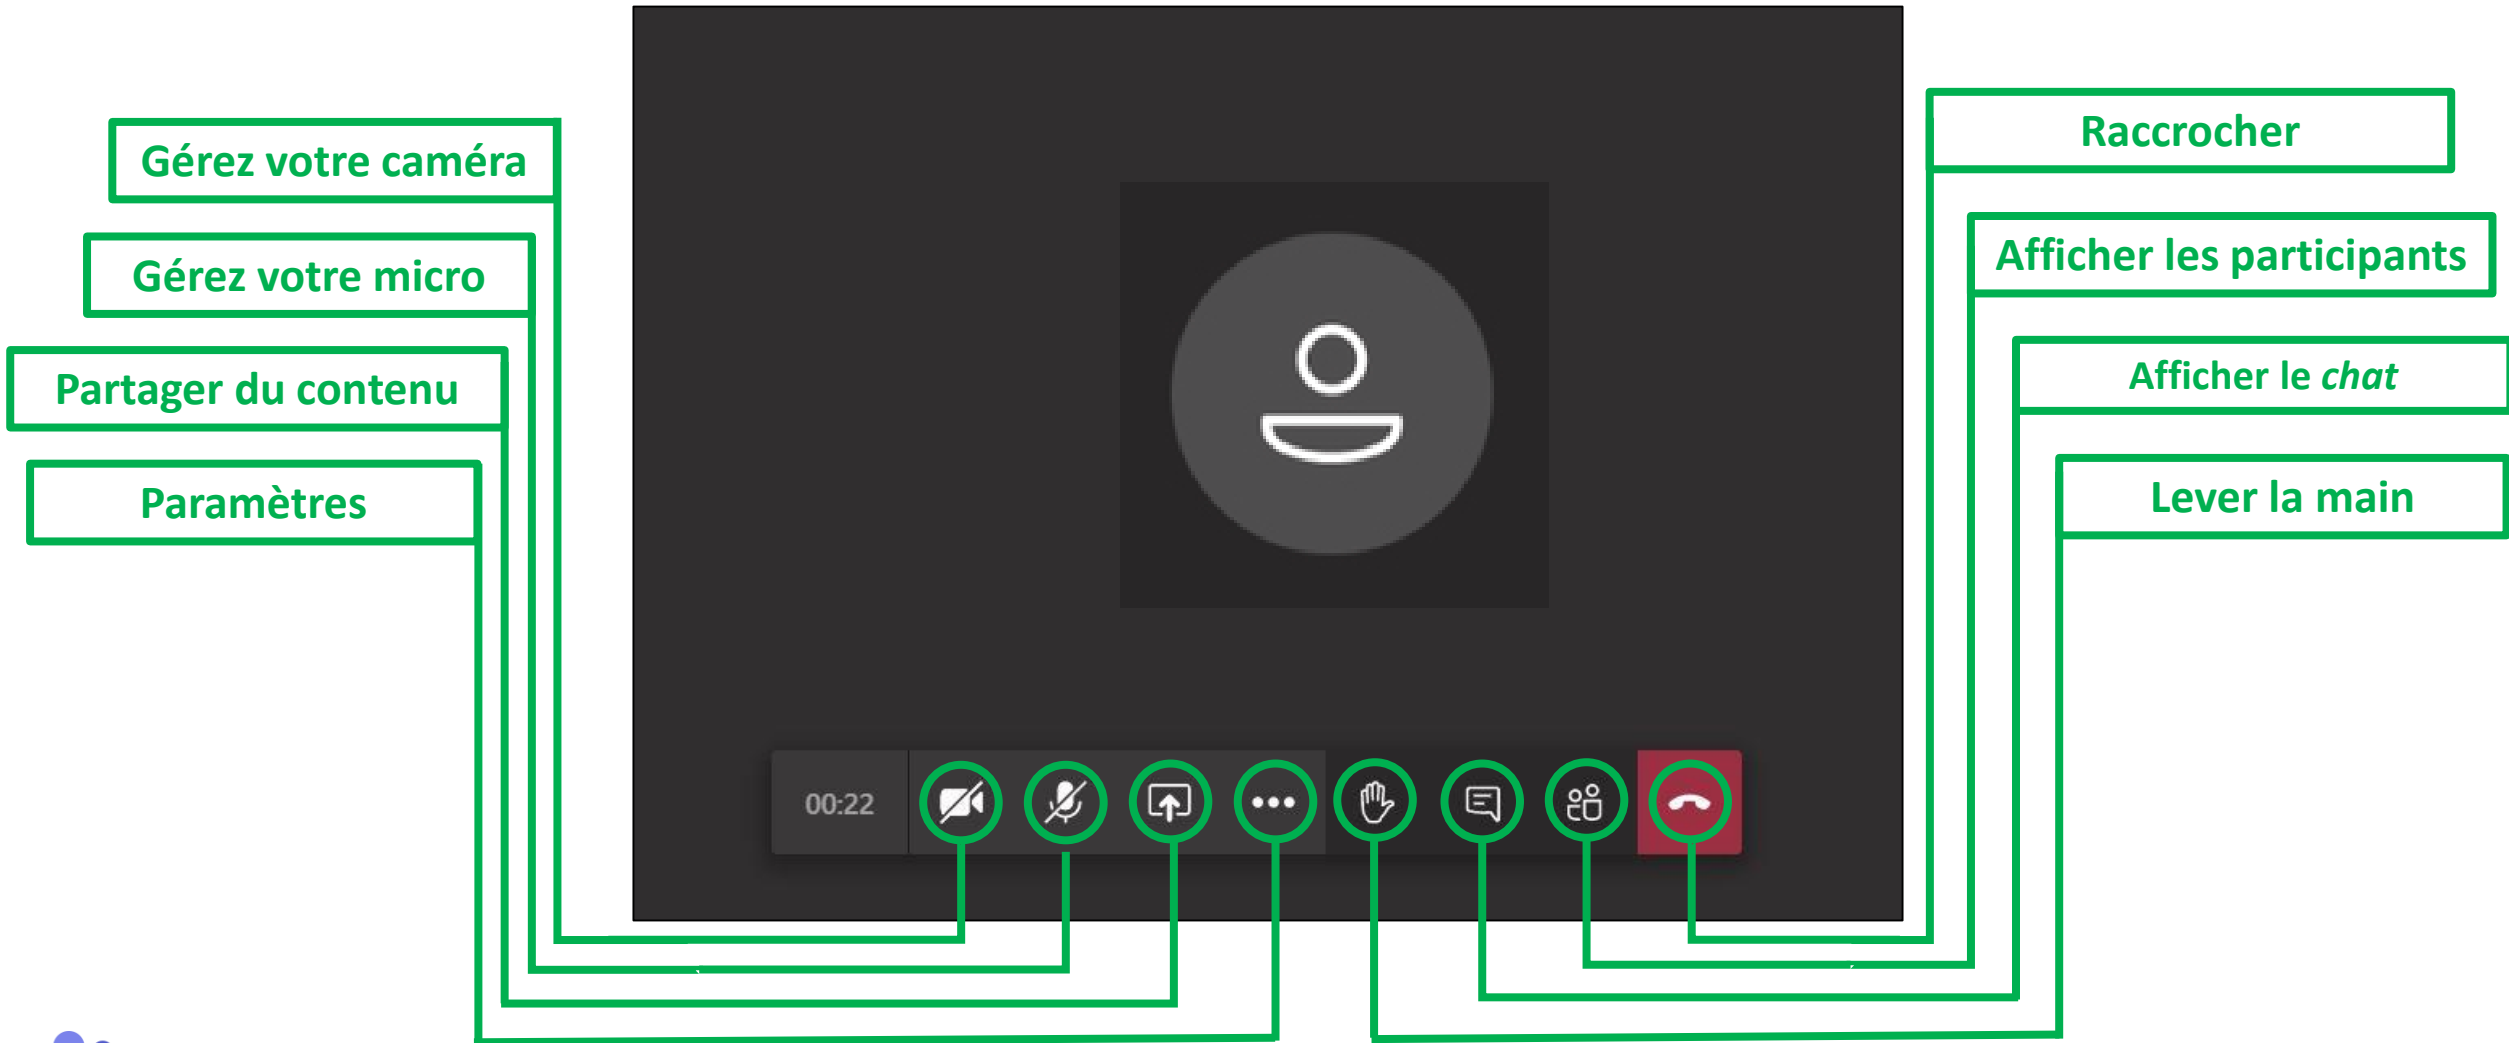 Gérez votre caméra
Gérez votre micro
Partager du contenu
Paramètres
Raccrocher
Afficher les participants
Afficher le chat
Lever la main
00:22